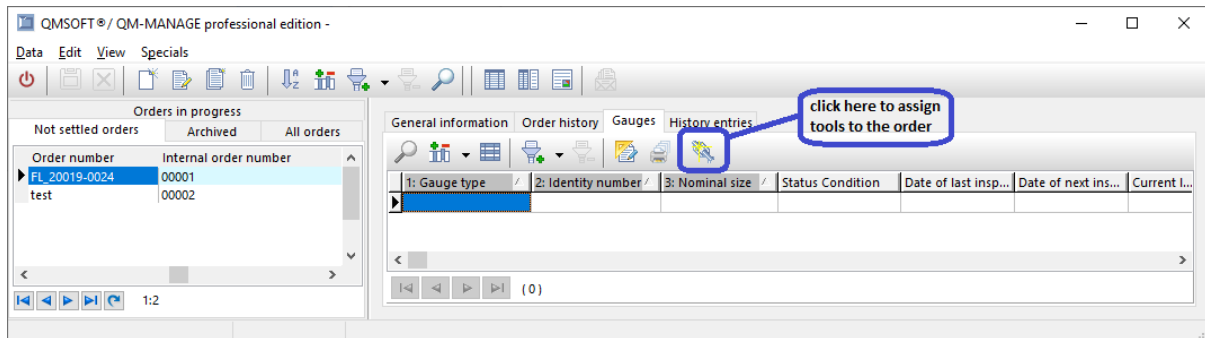 QMSOFT®/ QM-MANAGE professional edition -
Data Edit View Specials
Orders in progress
Not settled orders Archived All orders
Order number Internal order number
FL_20019-0024 00001
test 00002
1:2
General information Order history Gauges History entries
click here to assign
tools to the order
1: Gauge type 2: Identity number 3: Nominal size Status Condition Date of last insp... Date of next ins... Current I...
( 0 )